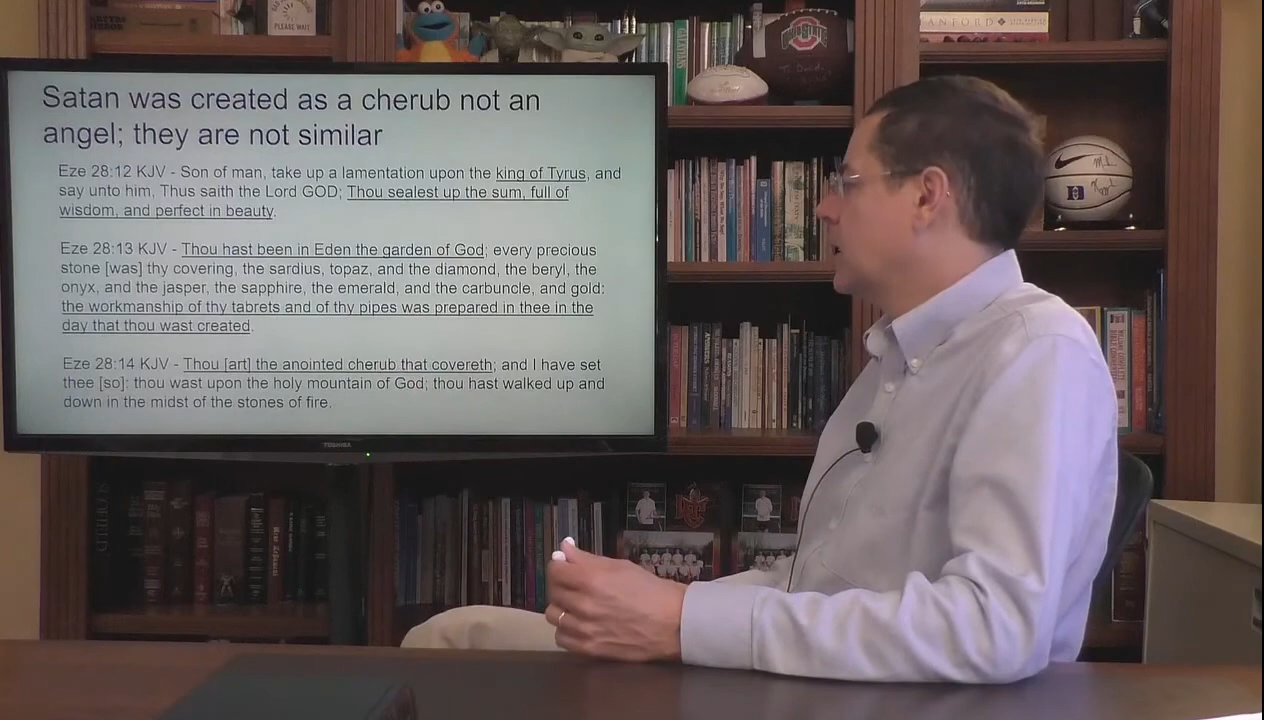 PLEASE WAIT
ANFORD
OHIO STATE
Satan was created as a cherub not an
angel; they are not similar
Eze 28:12 KJV - Son of man, take up a lamentation upon the king of Tyrus, and
say unto him, Thus saith the Lord GOD; Thou sealest up the sum, full of
wisdom, and perfect in beauty.
Eze 28:13 KJV - Thou hast been in Eden the garden of God; every precious
stone [was] thy covering, the sardius, topaz, and the diamond, the beryl, the
onyx, and the jasper, the sapphire, the emerald, and the carbuncle, and gold:
the workmanship of thy tabrets and of thy pipes was prepared in thee in the
day that thou wast created.
Eze 28:14 KJV - Thou [art] the anointed cherub that covereth; and I have set
thee [so]: thou wast upon the holy mountain of God; thou hast walked up and
down in the midst of the stones of fire.
TOSHIBA
SCOFIELD